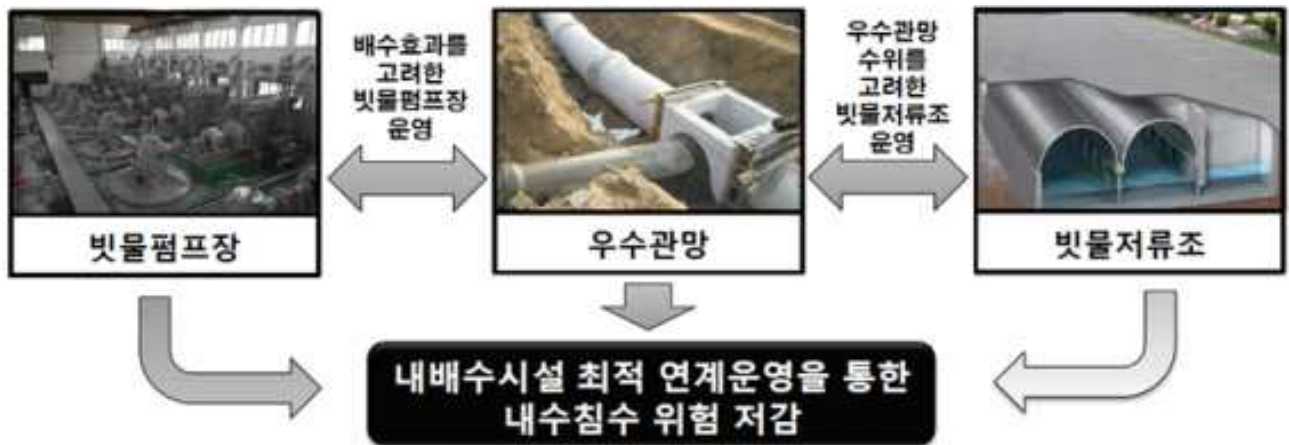 배수효과를
고려한
빗물펌프장
운영
우수관망
수위를
고려한
빗물저류조
운영
빗물펌프장
우수관망
빗물저류조
내배수시설 최적 연계운영을 통한
내수침수 위험 저감